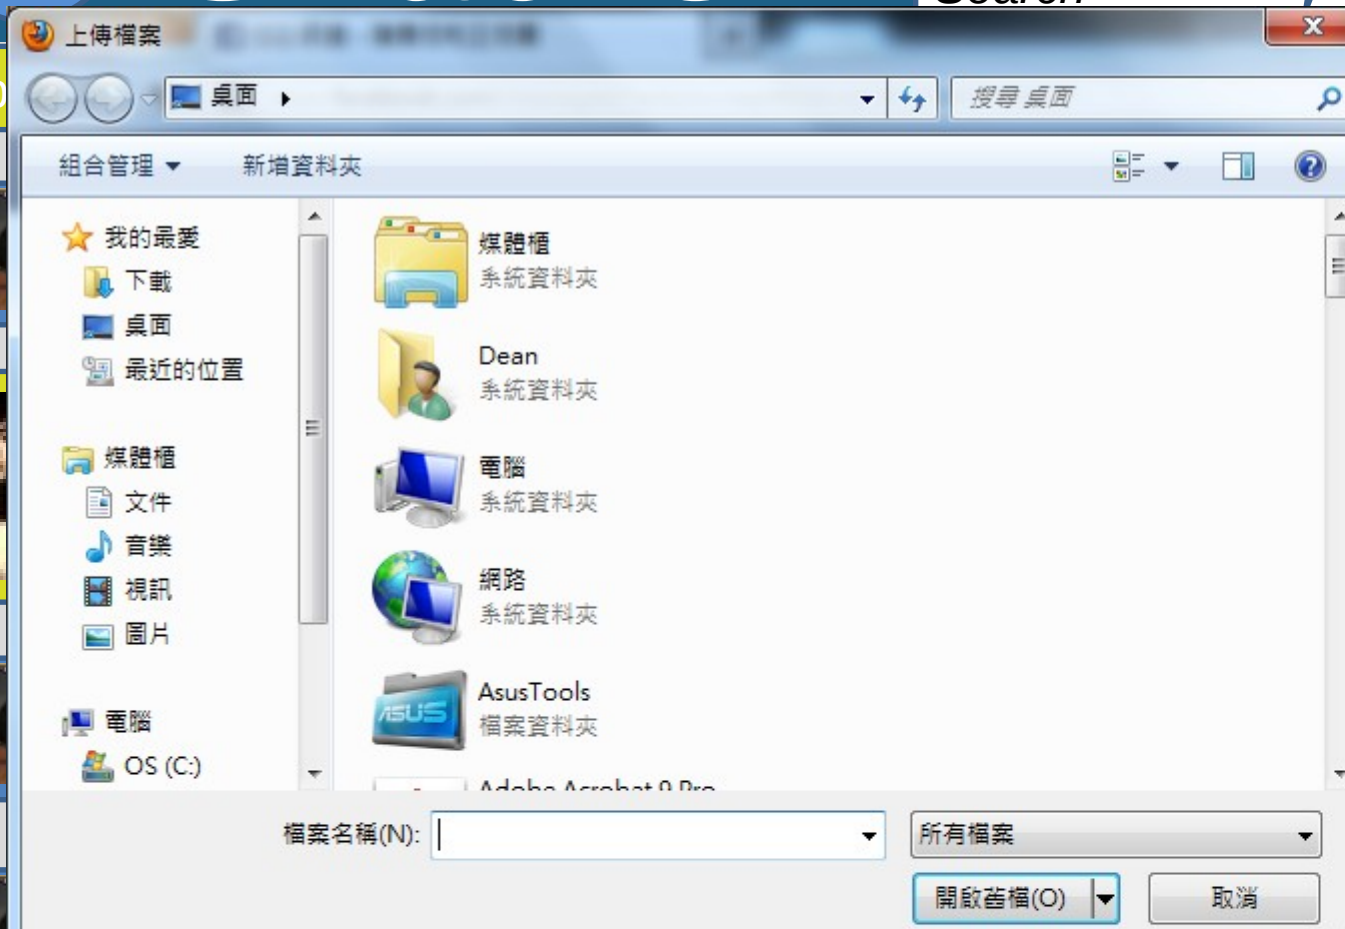 Search
上傳檔案
桌面
搜尋 桌面
組合管理
新增資料夾
我的最愛
下載
桌面
最近的位置
媒體櫃
文件
音樂
視訊
圖片
電腦
OS (C:)
媒體櫃
系統資料夾
Dean
系統資料夾
電腦
系統資料夾
網路
系統資料夾
ASUS
AsusTools
檔案資料夾
Adobe Acrobat 9 Pro
檔案名稱(N):
所有檔案
開啟舊檔(O)
取消